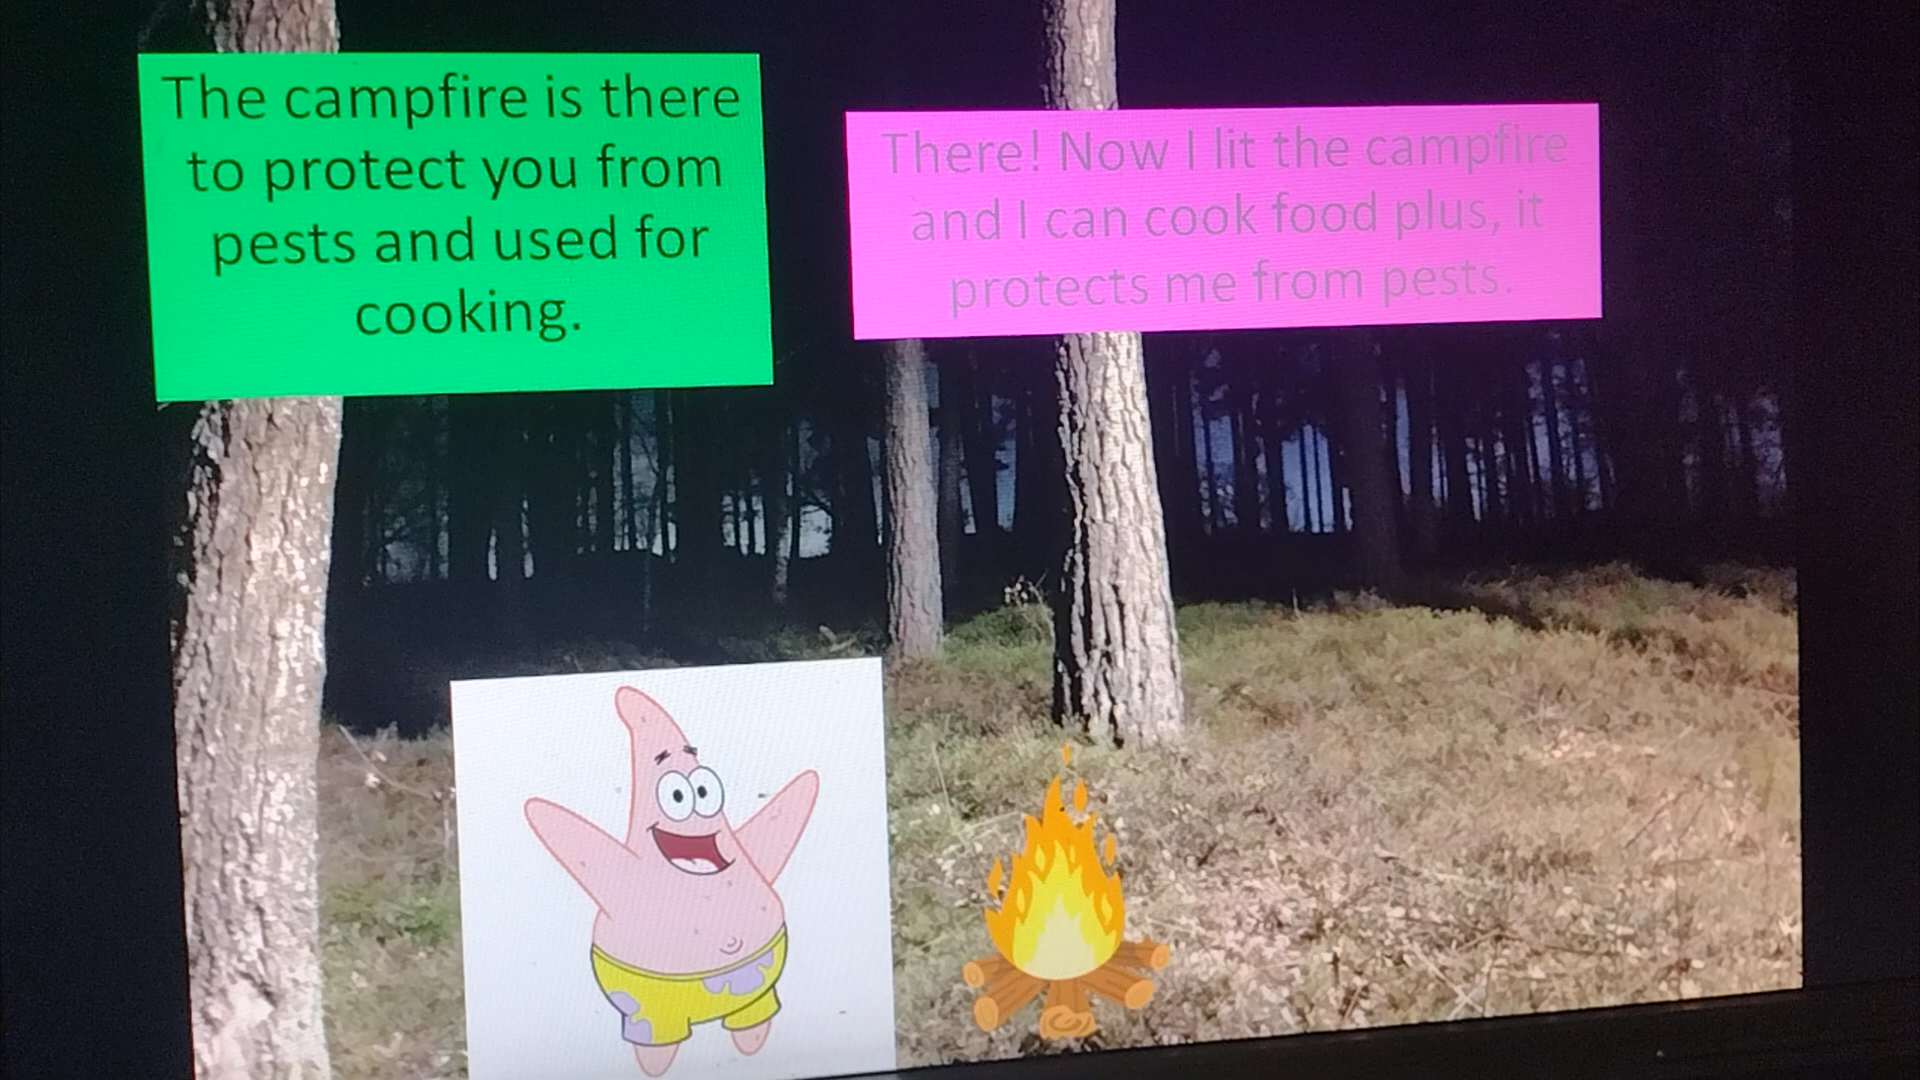 The campfire is there
to protect you from
pests and used for
cooking.
There! Now I lit the campfire
and I can cook food plus, it
protects me from pests.